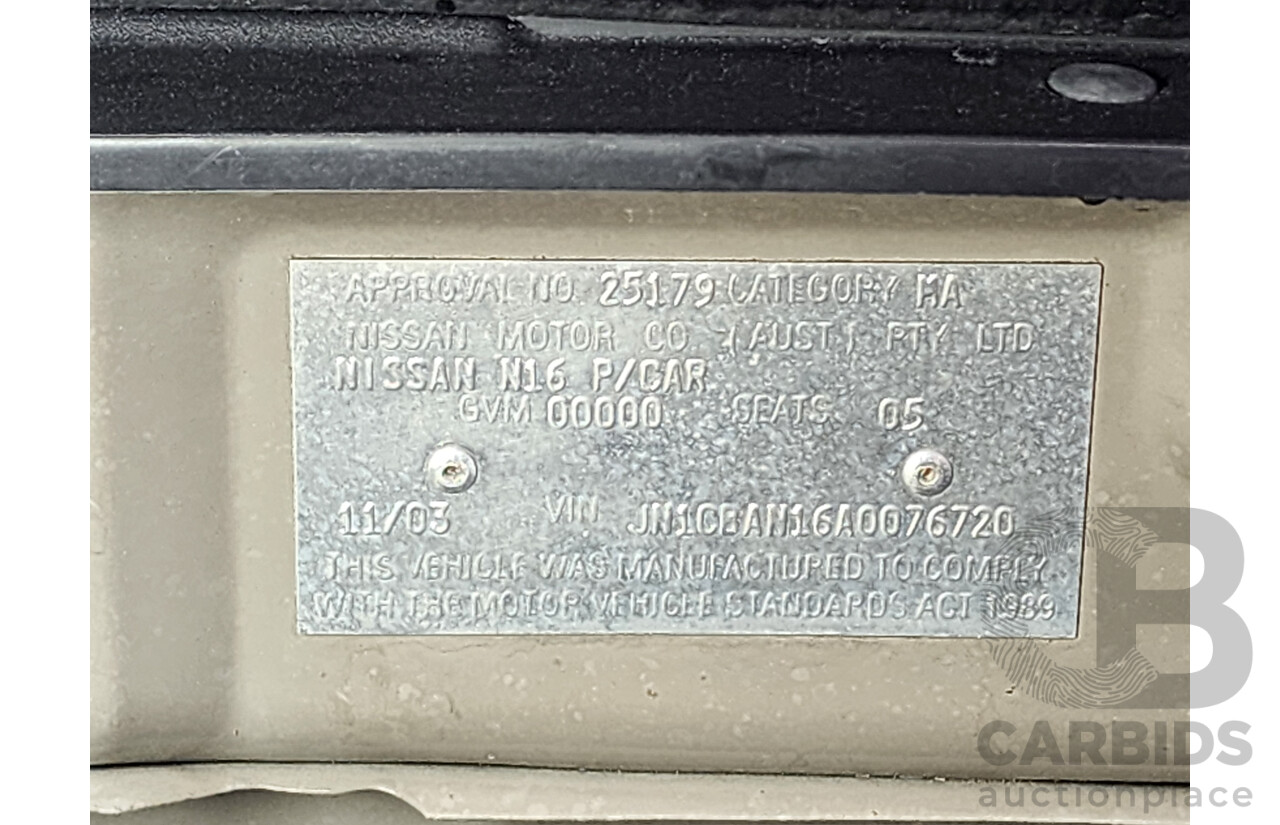 APPROVAL NO. 25179 CATEGORY MA
NISSAN MOTOR CO (AUST) PTY LTD
NISSAN N16 P/CAR
GVM 00000 SEATS 05
11/03 VIN JN1CBAN16A0076720
THIS VEHICLE WAS MANUFACTURED TO COMPLY
WITH THE MOTOR VEHICLE STANDARDS ACT 1989
CARBIDS
auctionplace